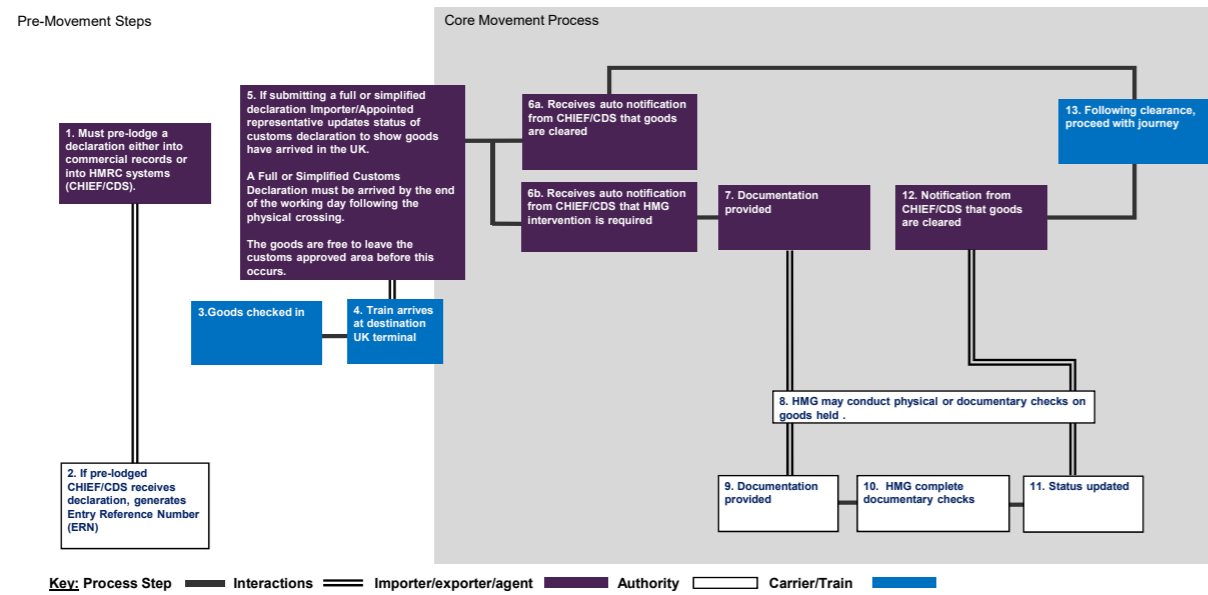 Pre-Movement Steps
Core Movement Process
1. Must pre-lodge a
declaration either into
commercial records or
into HMRC systems
(CHIEF/CDS).
2. If pre-lodged
CHIEF/CDS receives
declaration, generates
Entry Reference Number
(ERN)
3.Goods checked in
4. Train arrives
at destination
UK terminal
5. If submitting a full or simplified
declaration Importer/Appointed
representative updates status of
customs declaration to show goods
have arrived in the UK.
A Full or Simplified Customs
Declaration must be arrived by the end
of the working day following the
physical crossing.
The goods are free to leave the
customs approved area before this
occurs.
6a. Receives auto notification
from CHIEF/CDS that goods
are cleared
6b. Receives auto notification
from CHIEF/CDS that HMG
intervention is required
7. Documentation
provided
8. HMG may conduct physical or documentary checks on
goods held .
9. Documentation
provided
10. HMG complete
documentary checks
11. Status updated
12. Notification from
CHIEF/CDS that goods
are cleared
13. Following clearance,
proceed with journey
Key: Process Step Interactions Importer/exporter/agent Authority Carrier/Train